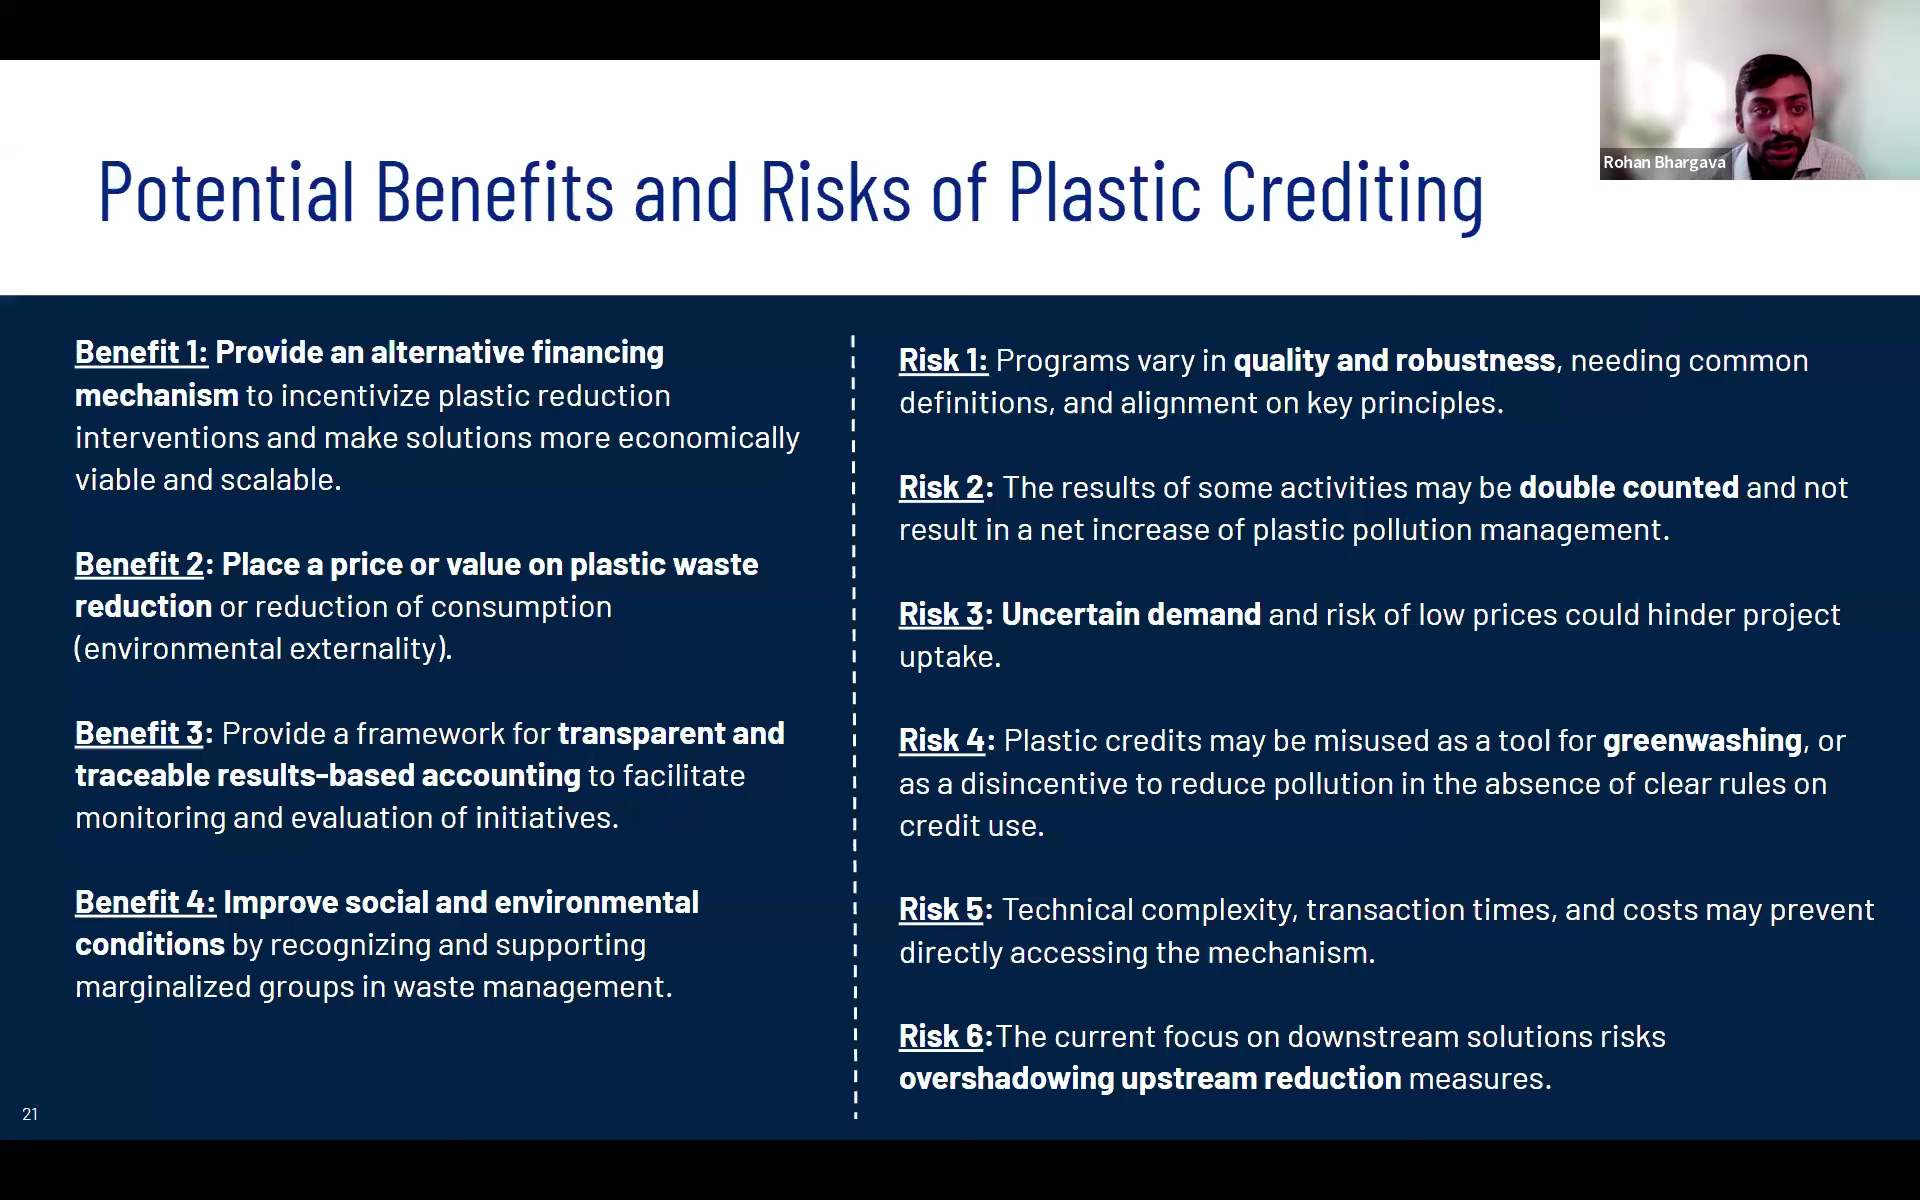 Rohan Bhargava
Potential Benefits and Risks of Plastic Crediting
Benefit 1: Provide an alternative financing
mechanism to incentivize plastic reduction
interventions and make solutions more economically
viable and scalable.
Benefit 2: Place a price or value on plastic waste
reduction or reduction of consumption
(environmental externality).
Benefit 3: Provide a framework for transparent and
traceable results-based accounting to facilitate
monitoring and evaluation of initiatives.
Benefit 4: Improve social and environmental
conditions by recognizing and supporting
marginalized groups in waste management.
Risk 1: Programs vary in quality and robustness, needing common
definitions, and alignment on key principles.
Risk 2: The results of some activities may be double counted and not
result in a net increase of plastic pollution management.
Risk 3: Uncertain demand and risk of low prices could hinder project
uptake.
Risk 4: Plastic credits may be misused as a tool for greenwashing, or
as a disincentive to reduce pollution in the absence of clear rules on
credit use.
Risk 5: Technical complexity, transaction times, and costs may prevent
directly accessing the mechanism.
Risk 6:The current focus on downstream solutions risks
overshadowing upstream reduction measures.
21